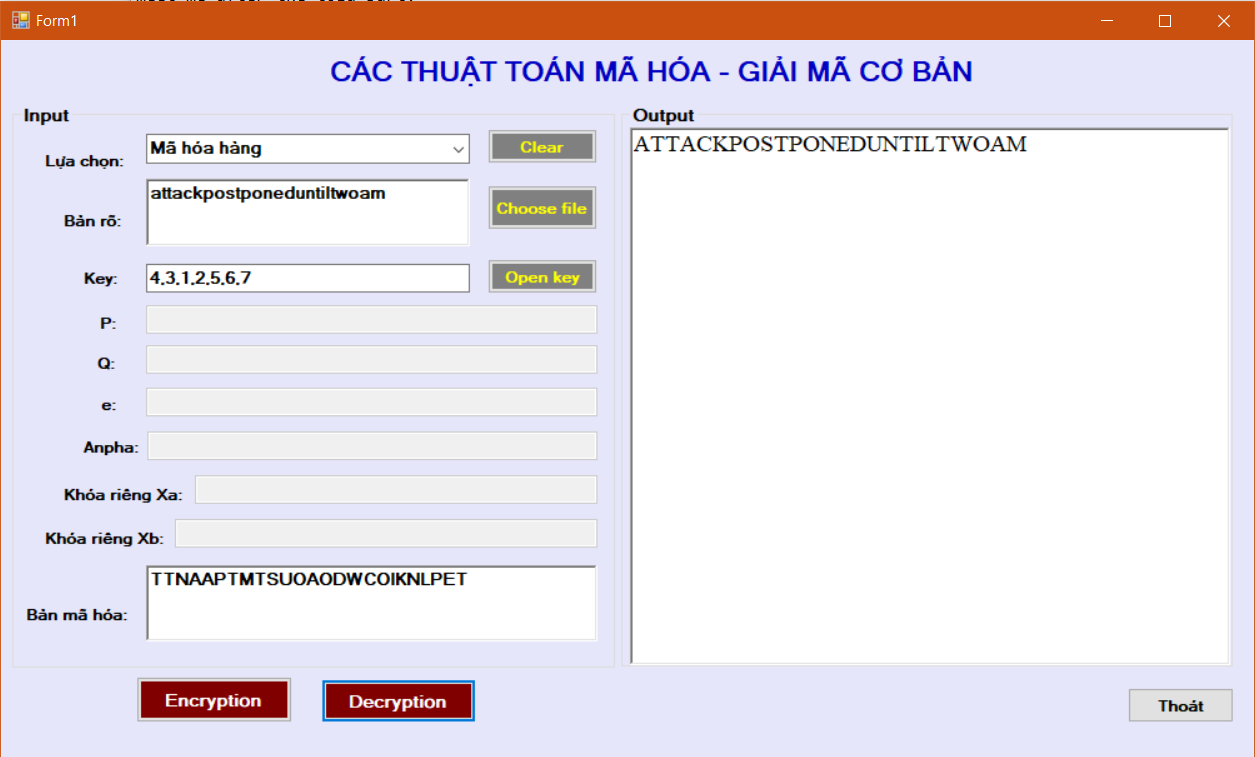 Form1
CÁC THUẬT TOÁN MÃ HÓA - GIẢI MÃ CƠ BẢN
Input
Lựa chọn:
Mã hóa hàng
Clear
Bản rõ:
attackpostponeduntiltwoam
Choose file
Key:
4,3,1,2,5,6,7
Open key
P:
Q:
e:
Anpha:
Khóa riêng Xa:
Khóa riêng Xb:
Bản mã hóa:
TTNAAPTMTSUOAODWCOIKNLPET
Encryption
Decryption
Output
ATTACKPOSTPONEDUNTILTWOAM
Thoát